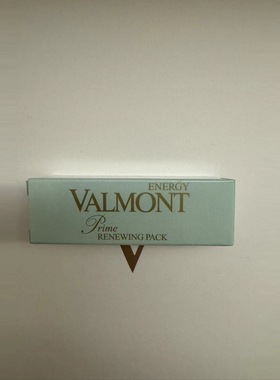 ENERGY
VALMONT
Prime
RENEWING PACK